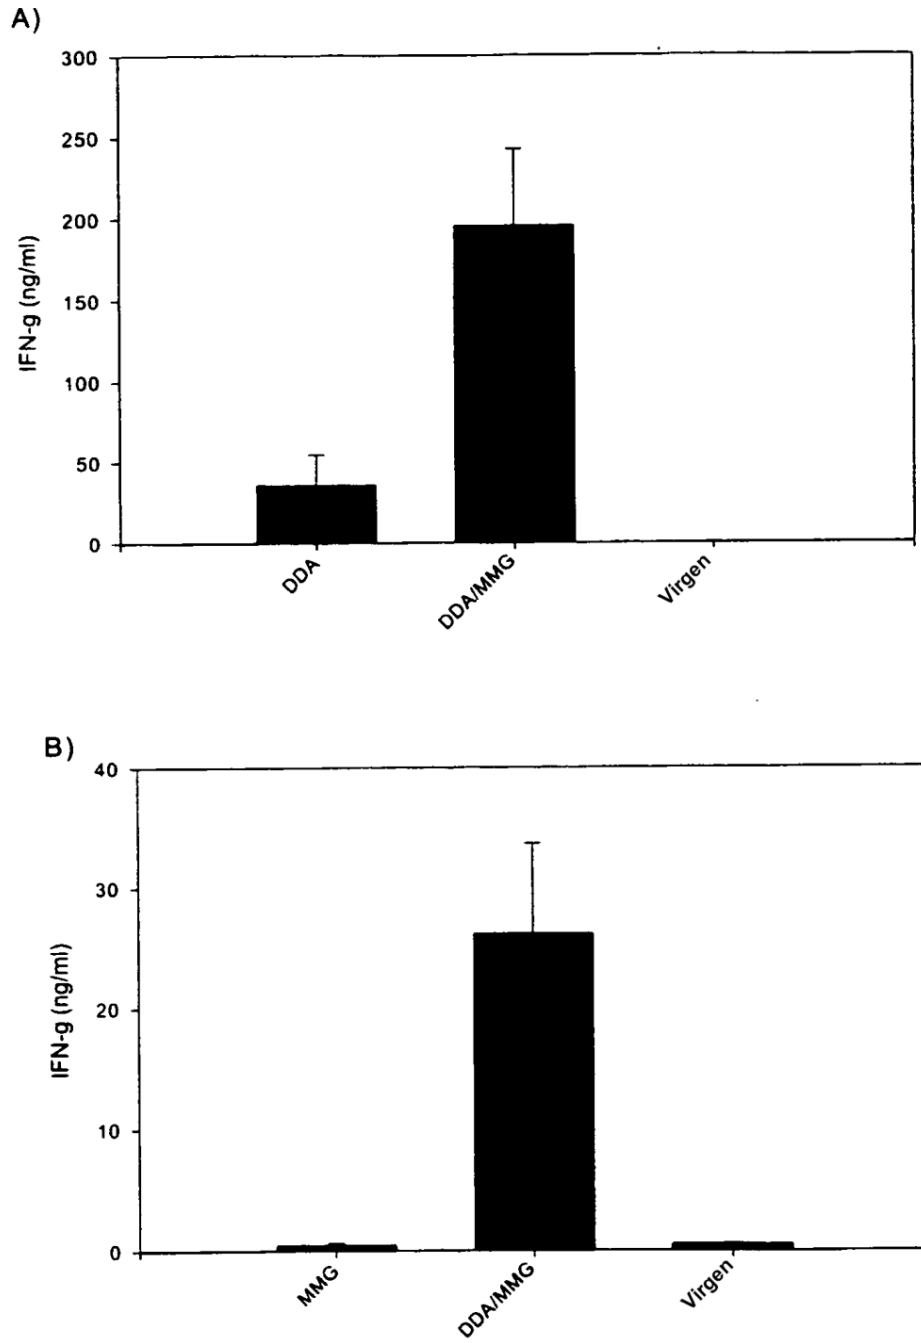 A)
300
250
200
150
100
50
0
IFN-g (ng/ml)
DDA
DDA/MMG
Virgen
B)
40
30
20
10
0
IFN-g (ng/ml)
MMG
DDA/MMG
Virgen